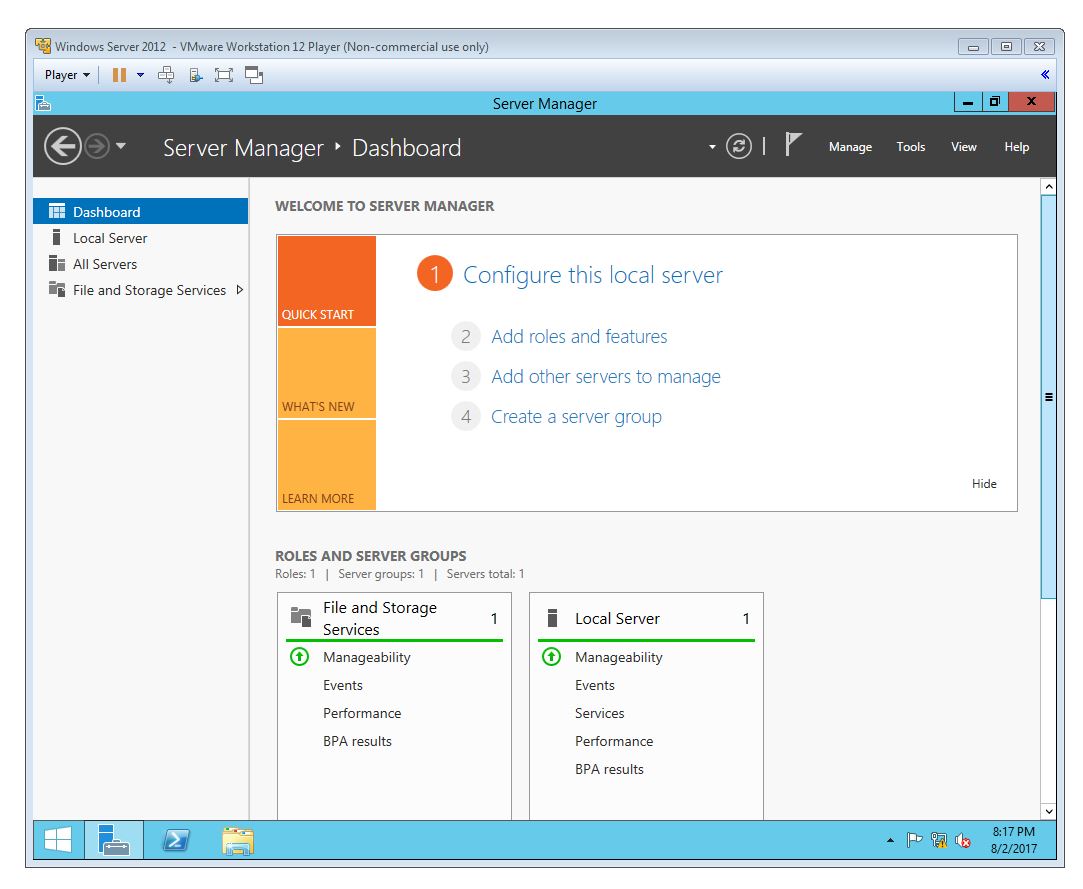 Windows Server 2012 - VMware Workstation 12 Player (Non-commercial use only)
Player
Server Manager
Server Manager ‣ Dashboard
Manage Tools View Help
Dashboard
Local Server
All Servers
File and Storage Services
WELCOME TO SERVER MANAGER
QUICK START
WHAT'S NEW
LEARN MORE
1 Configure this local server
2 Add roles and features
3 Add other servers to manage
4 Create a server group
Hide
ROLES AND SERVER GROUPS
Roles: 1 | Server groups: 1 | Servers total: 1
File and Storage
Services 1
Manageability
Events
Performance
BPA results
Local Server 1
Manageability
Events
Services
Performance
BPA results
8:17 PM
8/2/2017